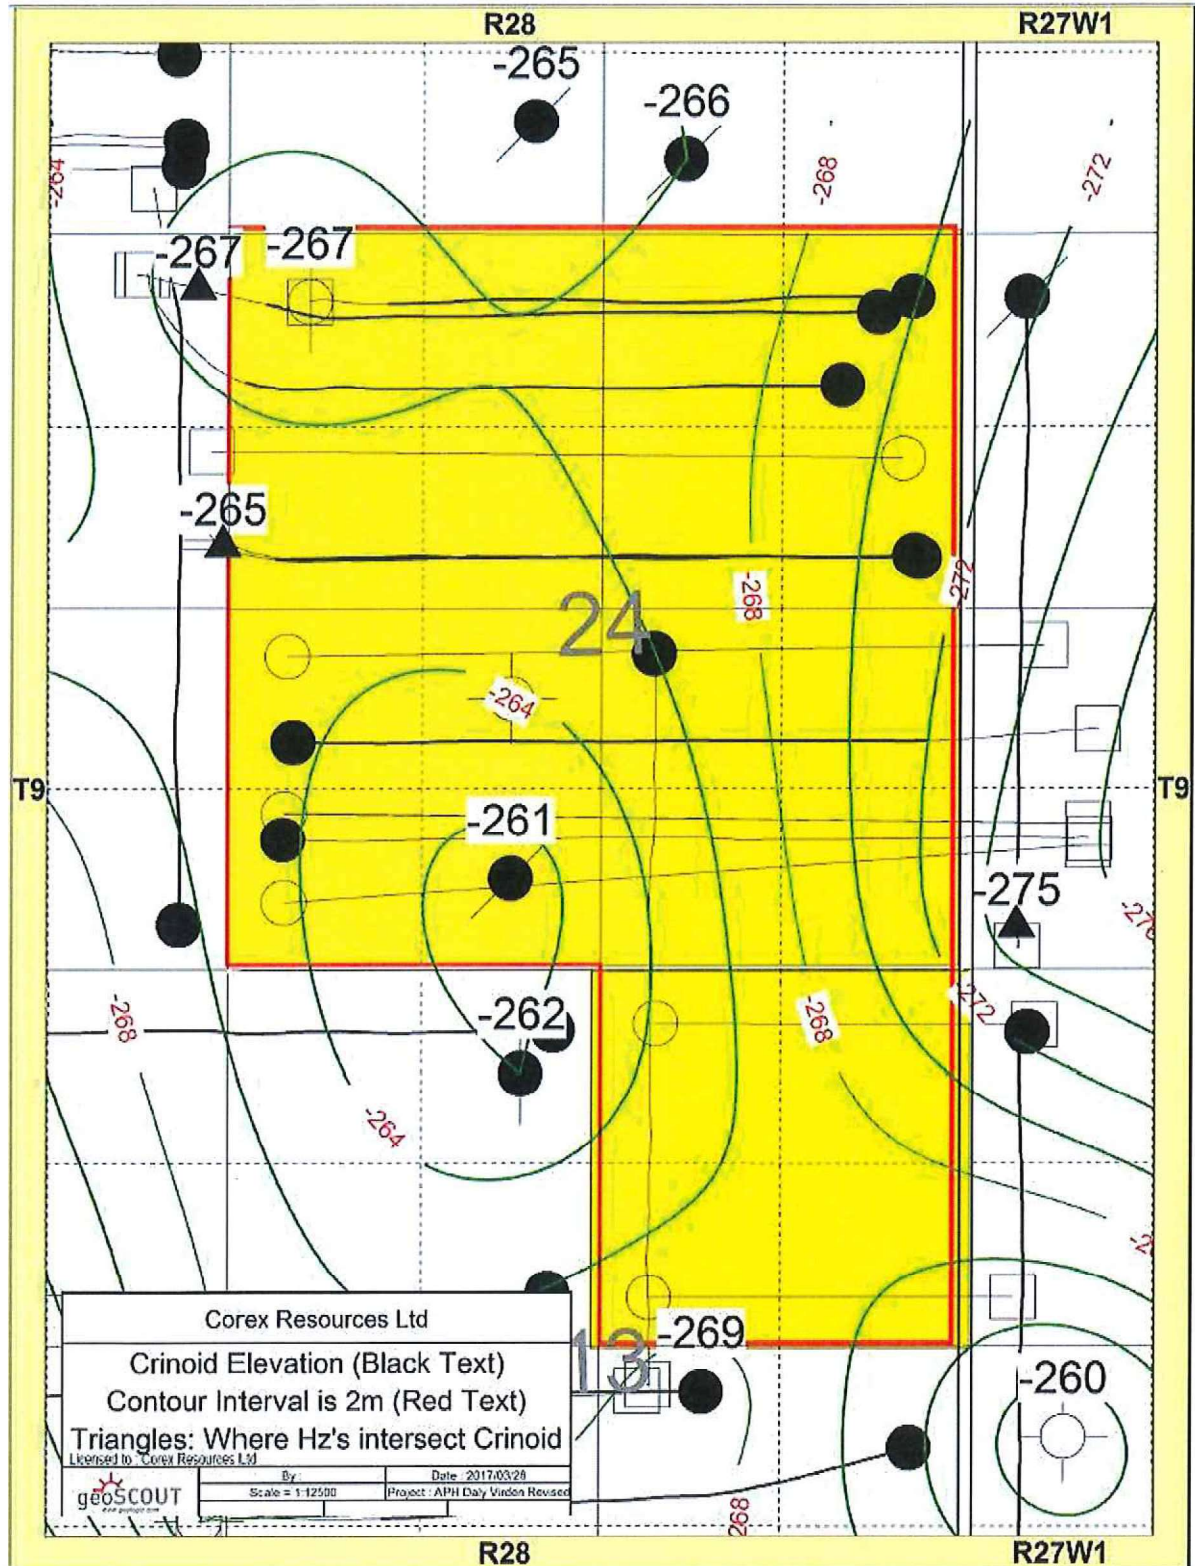 R28 R27W1
-265
-266
-264
-268
-272
-267
-267
-265
-272
-268
24
-264
T9 T9
-261
-275
-262
-272
-268
-268
-264
-269
13
-260
268
Corex Resources Ltd
Crinoid Elevation (Black Text)
Contour Interval is 2m (Red Text)
Triangles: Where Hz's intersect Crinoid
Licensed to : Corex Resources Ltd
geoSCOUT
By :
Date : 2017/03/28
Scale = 1:12500
Project : APH Daly Virden Revised
R28 R27W1